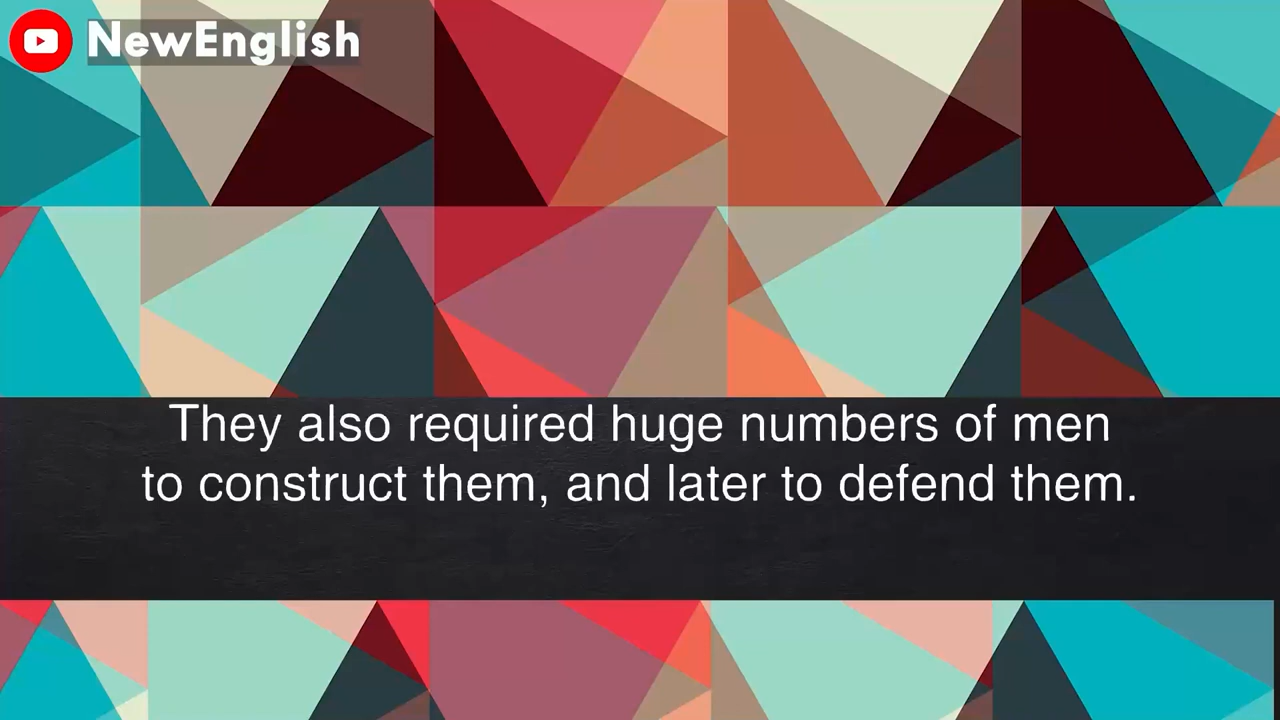 NewEnglish
They also required huge numbers of men
to construct them, and later to defend them.